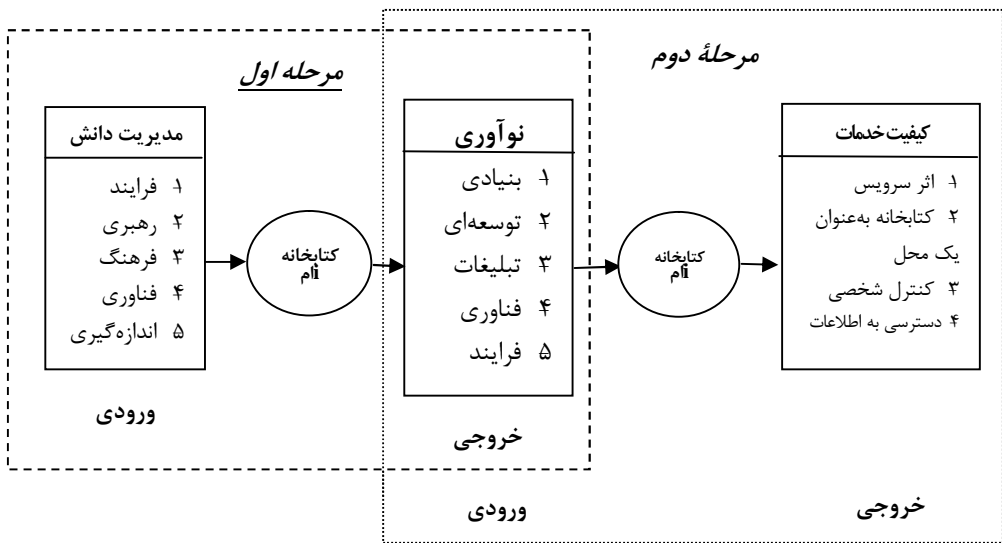 مرحله اول
مرحلهٔ دوم
مدیریت دانش
۱ فرایند
۲ رهبری
۳ فرهنگ
۴ فناوری
۵ اندازه‌گیری
ورودی
کتابخانه
iام
نوآوری
۱ بنیادی
۲ توسعه‌ای
۳ تبلیغات
۴ فناوری
۵ فرایند
خروجی
ورودی
کتابخانه
iام
کیفیت خدمات
۱ اثر سرویس
۲ کتابخانه به‌عنوان
یک محل
۳ کنترل شخصی
۴ دسترسی به اطلاعات
خروجی